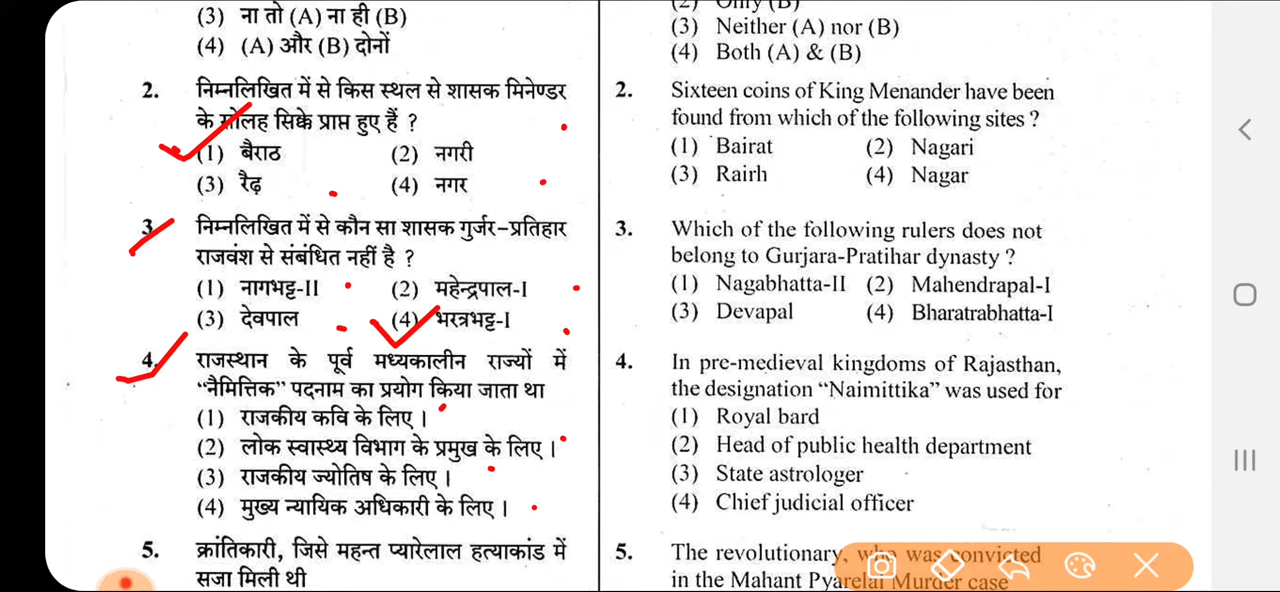 (3) ना तो (A) ना ही (B)
(4) (A) और (B) दोनों
2. निम्नलिखित में से किस स्थल से शासक मिनेण्डर
के सोलह सिक्के प्राप्त हुए हैं ?
(1) बैराठ (2) नगरी
(3) रैढ़ (4) नगर
3. निम्नलिखित में से कौन सा शासक गुर्जर-प्रतिहार
राजवंश से संबंधित नहीं है ?
(1) नागभट्ट-II (2) महेन्द्रपाल-I
(3) देवपाल (4) भरत्रभट्ट-I
4. राजस्थान के पूर्व मध्यकालीन राज्यों में
“नैमित्तिक” पदनाम का प्रयोग किया जाता था
(1) राजकीय कवि के लिए ।
(2) लोक स्वास्थ्य विभाग के प्रमुख के लिए ।
(3) राजकीय ज्योतिष के लिए ।
(4) मुख्य न्यायिक अधिकारी के लिए ।
5. क्रांतिकारी, जिसे महन्त प्यारेलाल हत्याकांड में
सजा मिली थी
(2) Only (B)
(3) Neither (A) nor (B)
(4) Both (A) & (B)
2. Sixteen coins of King Menander have been
found from which of the following sites ?
(1) Bairat (2) Nagari
(3) Rairh (4) Nagar
3. Which of the following rulers does not
belong to Gurjara-Pratihar dynasty ?
(1) Nagabhatta-II (2) Mahendrapal-I
(3) Devapal (4) Bharatrabhatta-I
4. In pre-medieval kingdoms of Rajasthan,
the designation “Naimittika” was used for
(1) Royal bard
(2) Head of public health department
(3) State astrologer
(4) Chief judicial officer
5. The revolutionary, who was convicted
in the Mahant Pyarelal Murder case